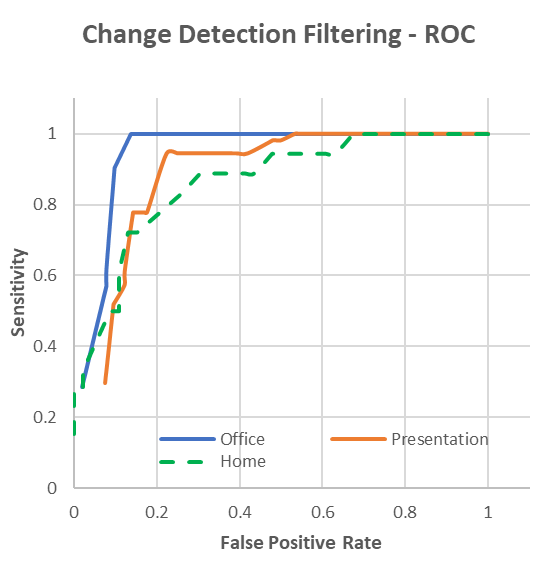 Change Detection Filtering - ROC
1
0.8
0.6
0.4
0.2
0
Sensitivity
Office
Presentation
Home
0 0.2 0.4 0.6 0.8 1
False Positive Rate